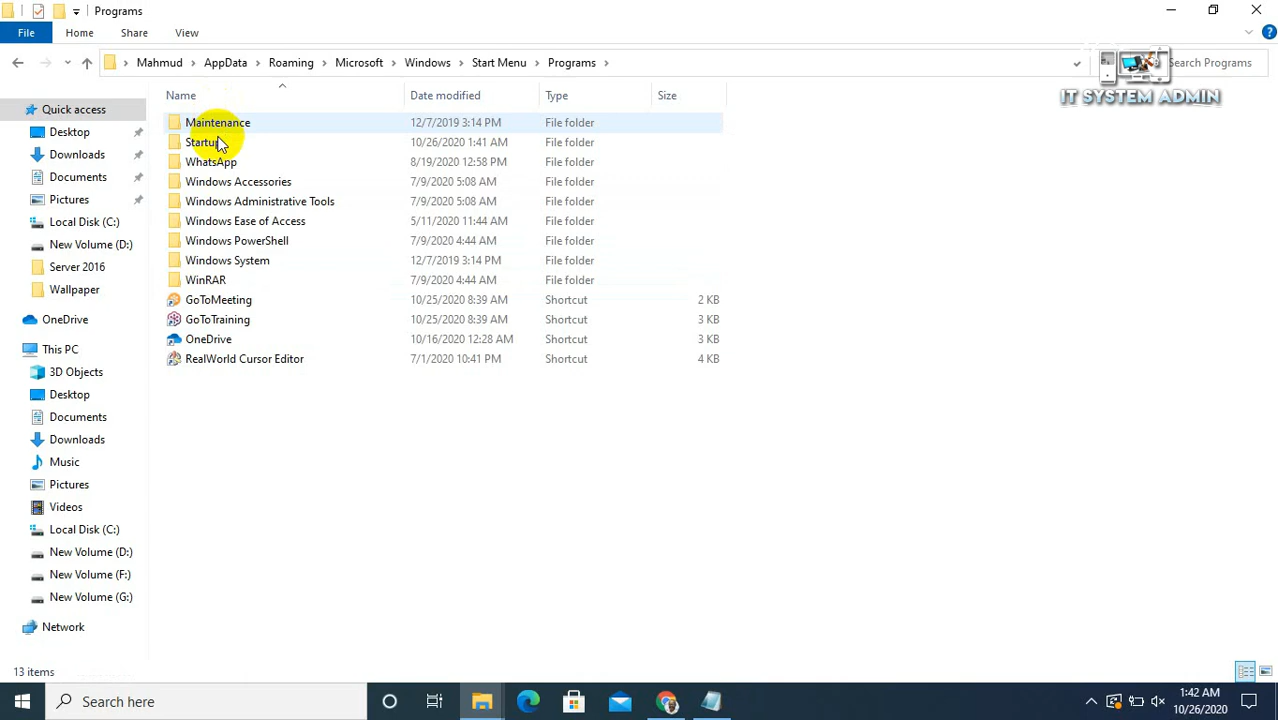 Programs
File Home Share View
Mahmud AppData Roaming Microsoft Windows Start Menu Programs Search Programs
IT SYSTEM ADMIN
Name Date modified Type Size
Quick access
Desktop
Downloads
Documents
Pictures
Local Disk (C:)
New Volume (D:)
Server 2016
Wallpaper
OneDrive
This PC
3D Objects
Desktop
Documents
Downloads
Music
Pictures
Videos
Local Disk (C:)
New Volume (D:)
New Volume (F:)
New Volume (G:)
Network
Maintenance 12/7/2019 3:14 PM File folder
Startup 10/26/2020 1:41 AM File folder
WhatsApp 8/19/2020 12:58 PM File folder
Windows Accessories 7/9/2020 5:08 AM File folder
Windows Administrative Tools 7/9/2020 5:08 AM File folder
Windows Ease of Access 5/11/2020 11:44 AM File folder
Windows PowerShell 7/9/2020 4:44 AM File folder
Windows System 12/7/2019 3:14 PM File folder
WinRAR 7/9/2020 4:44 AM File folder
GoToMeeting 10/25/2020 8:39 AM Shortcut 2 KB
GoToTraining 10/25/2020 8:39 AM Shortcut 3 KB
OneDrive 10/16/2020 12:28 AM Shortcut 3 KB
RealWorld Cursor Editor 7/1/2020 10:41 PM Shortcut 4 KB
13 items
Search here
1:42 AM
10/26/2020